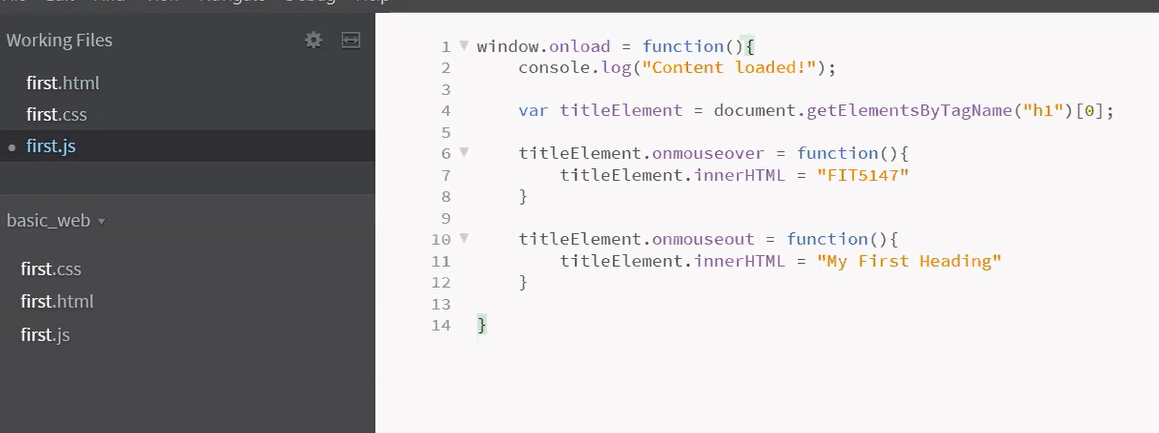 Working Files
first.html
first.css
first.js
basic_web
first.css
first.html
first.js
1 window.onload = function(){
2 console.log("Content loaded!");
3
4 var titleElement = document.getElementsByTagName("h1")[0];
5
6 titleElement.onmouseover = function(){
7 titleElement.innerHTML = "FIT5147"
8 }
9
10 titleElement.onmouseout = function(){
11 titleElement.innerHTML = "My First Heading"
12 }
13
14 }